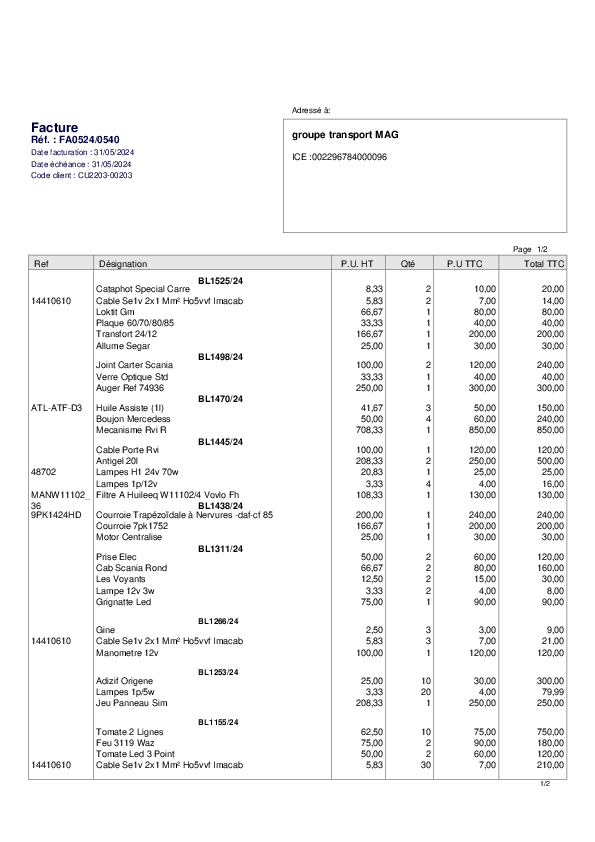 Adressé à:
Facture
Réf. : FA0524/0540
Date facturation : 31/05/2024
Date échéance : 31/05/2024
Code client : CU2203-00203
groupe transport MAG
ICE :002296784000096
Page 1/2
Ref Désignation P.U. HT Qté P.U TTC Total TTC
BL1525/24
Cataphot Special Carre 8,33 2 10,00 20,00
14410610 Cable Se1v 2x1 Mm² Ho5vvf Imacab 5,83 2 7,00 14,00
Loktit Gm 66,67 1 80,00 80,00
Plaque 60/70/80/85 33,33 1 40,00 40,00
Transfort 24/12 166,67 1 200,00 200,00
Allume Segar 25,00 1 30,00 30,00
BL1498/24
Joint Carter Scania 100,00 2 120,00 240,00
Verre Optique Std 33,33 1 40,00 40,00
Auger Ref 74936 250,00 1 300,00 300,00
BL1470/24
ATL-ATF-D3 Huile Assiste (1l) 41,67 3 50,00 150,00
Boujon Mercedess 50,00 4 60,00 240,00
Mecanisme Rvi R 708,33 1 850,00 850,00
BL1445/24
Cable Porte Rvi 100,00 1 120,00 120,00
Antigel 20l 208,33 2 250,00 500,00
48702 Lampes H1 24v 70w 20,83 1 25,00 25,00
Lampes 1p/12v 3,33 4 4,00 16,00
MANW11102_ Filtre A Huileeq W11102/4 Vovlo Fh 108,33 1 130,00 130,00
36 BL1438/24
9PK1424HD Courroie Trapézoïdale à Nervures -daf-cf 85 200,00 1 240,00 240,00
Courroie 7pk1752 166,67 1 200,00 200,00
Motor Centralise 25,00 1 30,00 30,00
BL1311/24
Prise Elec 50,00 2 60,00 120,00
Cab Scania Rond 66,67 2 80,00 160,00
Les Voyants 12,50 2 15,00 30,00
Lampe 12v 3w 3,33 2 4,00 8,00
Grignatte Led 75,00 1 90,00 90,00
BL1266/24
Gine 2,50 3 3,00 9,00
14410610 Cable Se1v 2x1 Mm² Ho5vvf Imacab 5,83 3 7,00 21,00
Manometre 12v 100,00 1 120,00 120,00
BL1253/24
Adizif Origene 25,00 10 30,00 300,00
Lampes 1p/5w 3,33 20 4,00 79,99
Jeu Panneau Sim 208,33 1 250,00 250,00
BL1155/24
Tomate 2 Lignes 62,50 10 75,00 750,00
Feu 3119 Waz 75,00 2 90,00 180,00
Tomate Led 3 Point 50,00 2 60,00 120,00
14410610 Cable Se1v 2x1 Mm² Ho5vvf Imacab 5,83 30 7,00 210,00
1/2